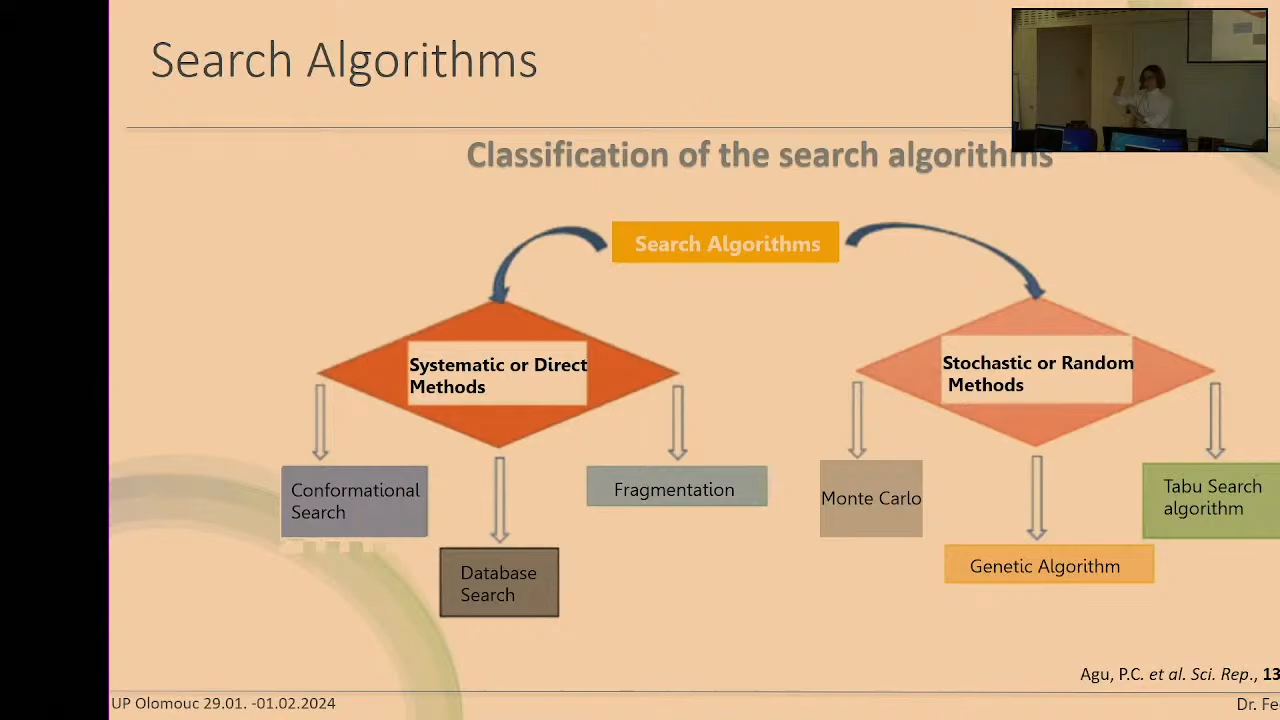 Search Algorithms
Classification of the search algorithms
Search Algorithms
Systematic or Direct
Methods
Stochastic or Random
Methods
Conformational
Search
Database
Search
Fragmentation
Monte Carlo
Genetic Algorithm
Tabu Search
algorithm
Agu, P.C. et al. Sci. Rep., 13
UP Olomouc 29.01. -01.02.2024
Dr. Fe